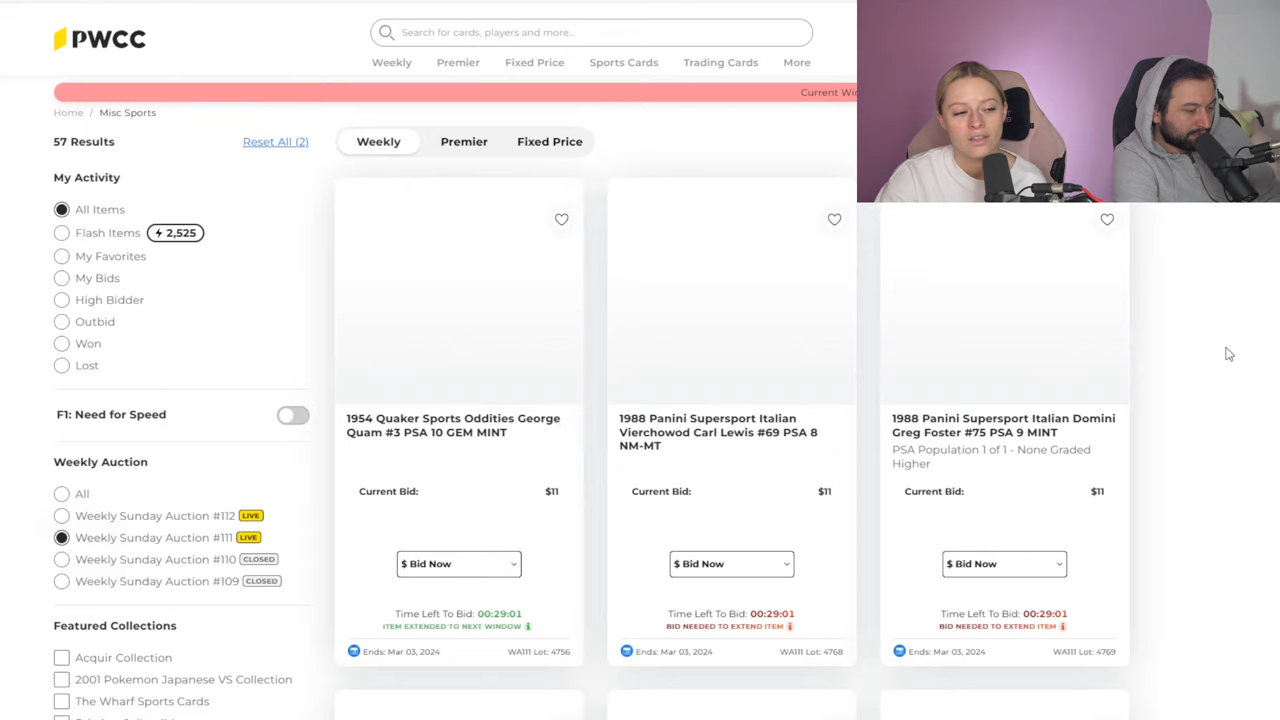 PWCC
Search for cards, players and more...
Weekly Premier Fixed Price Sports Cards Trading Cards More
Current Wi
Home / Misc Sports
57 Results
Reset All (2)
Weekly Premier Fixed Price
My Activity
All Items
Flash Items 2,525
My Favorites
My Bids
High Bidder
Outbid
Won
Lost
F1: Need for Speed
Weekly Auction
All
Weekly Sunday Auction #112 LIVE
Weekly Sunday Auction #111 LIVE
Weekly Sunday Auction #110 CLOSED
Weekly Sunday Auction #109 CLOSED
Featured Collections
Acquir Collection
2001 Pokemon Japanese VS Collection
The Wharf Sports Cards
1954 Quaker Sports Oddities George
Quam #3 PSA 10 GEM MINT
Current Bid: $11
$ Bid Now
Time Left To Bid: 00:29:01
ITEM EXTENDED TO NEXT WINDOW
Ends: Mar 03, 2024 WA111 Lot: 4756
1988 Panini Supersport Italian
Vierchowod Carl Lewis #69 PSA 8
NM-MT
Current Bid: $11
$ Bid Now
Time Left To Bid: 00:29:01
BID NEEDED TO EXTEND ITEM
Ends: Mar 03, 2024 WA111 Lot: 4768
1988 Panini Supersport Italian Domini
Greg Foster #75 PSA 9 MINT
PSA Population 1 of 1 - None Graded
Higher
Current Bid: $11
$ Bid Now
Time Left To Bid: 00:29:01
BID NEEDED TO EXTEND ITEM
Ends: Mar 03, 2024 WA111 Lot: 4769